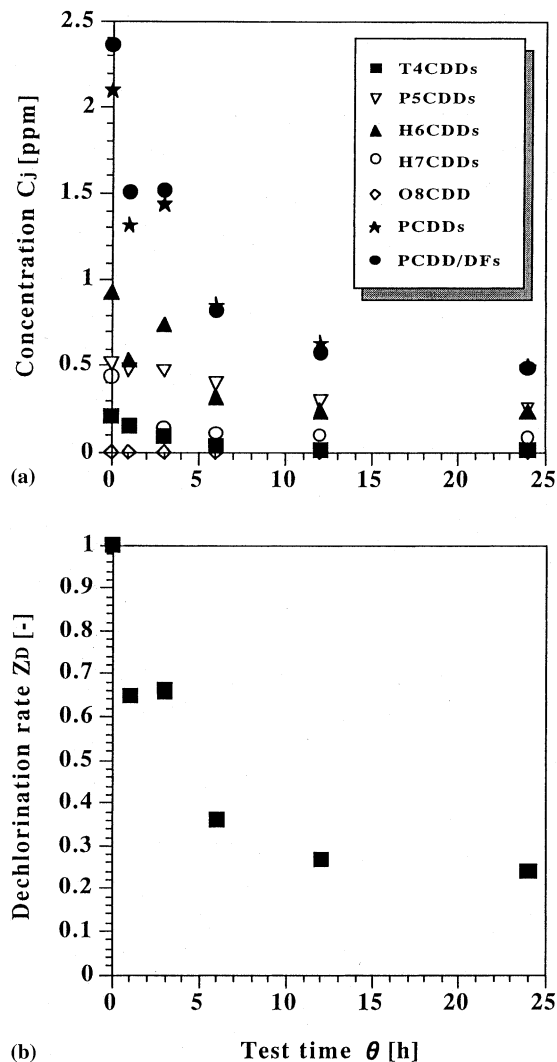 2.5
2
1.5
1
0.5
0
Concentration Cj [ppm]
T4CDDs
P5CDDs
H6CDDs
H7CDDs
O8CDD
PCDDs
PCDD/DFs
0 5 10 15 20 25
(a)
1
0.9
0.8
0.7
0.6
0.5
0.4
0.3
0.2
0.1
0
Dechlorination rate ZD [-]
0 5 10 15 20 25
(b)
Test time θ [h]